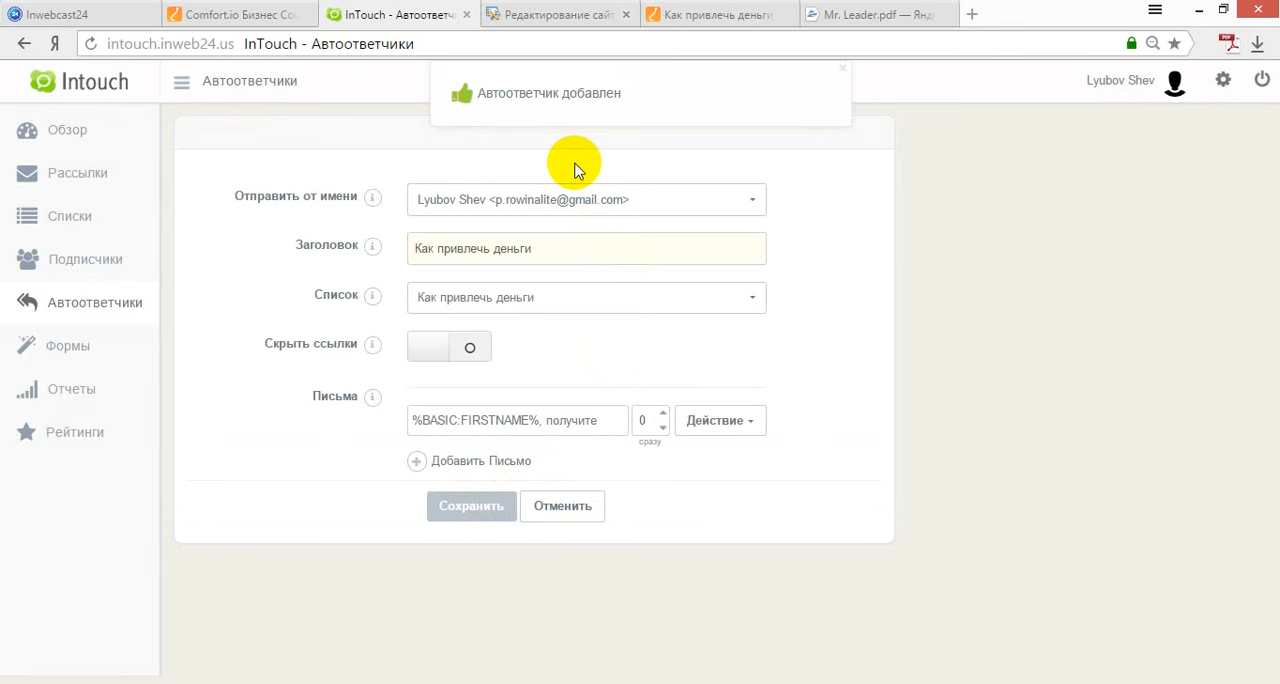 Inwebcast24
Comfort.io Бизнес Со
InTouch - Автоответч
Редактирование сайт
Как привлечь деньги
Mr. Leader.pdf — Янд
intouch.inweb24.us InTouch - Автоответчики
Intouch
Автоответчики
Автоответчик добавлен
Lyubov Shev
Обзор
Рассылки
Списки
Подписчики
Автоответчики
Формы
Отчеты
Рейтинги
Отправить от имени
Lyubov Shev <p.rowinalite@gmail.com>
Заголовок
Как привлечь деньги
Список
Как привлечь деньги
Скрыть ссылки
Письма
%BASIC:FIRSTNAME%, получите
0
Действие
сразу
Добавить Письмо
Сохранить
Отменить